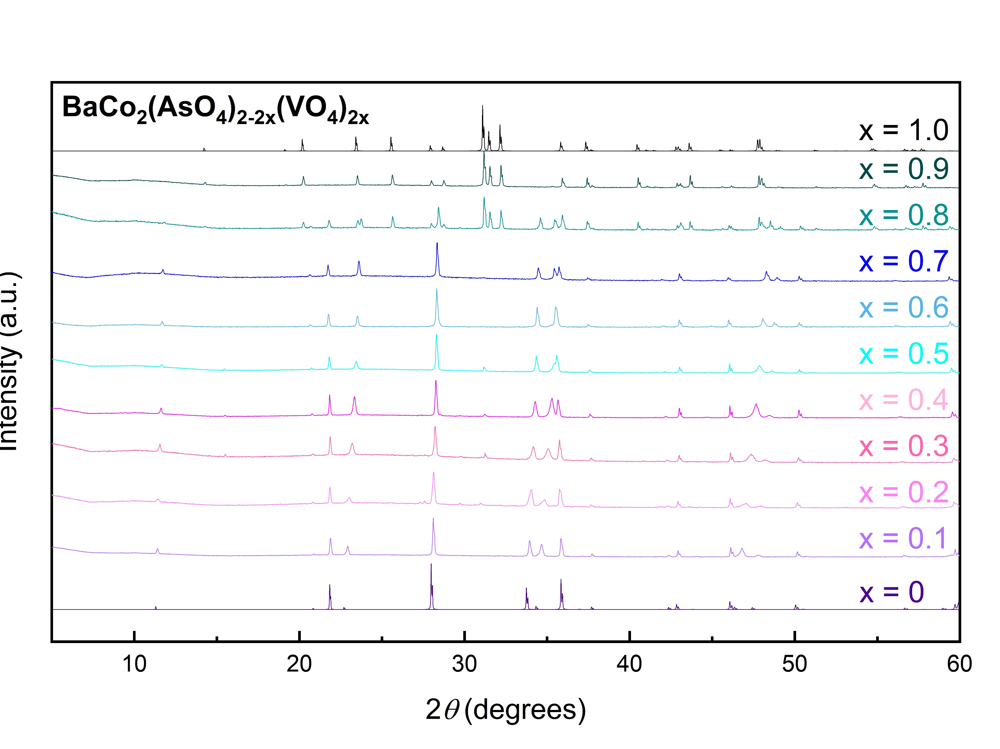 BaCo₂(AsO₄)₂₋₂ₓ(VO₄)₂ₓ
x = 1.0
x = 0.9
x = 0.8
x = 0.7
x = 0.6
x = 0.5
x = 0.4
x = 0.3
x = 0.2
x = 0.1
x = 0
Intensity (a.u.)
10 20 30 40 50 60
2θ (degrees)